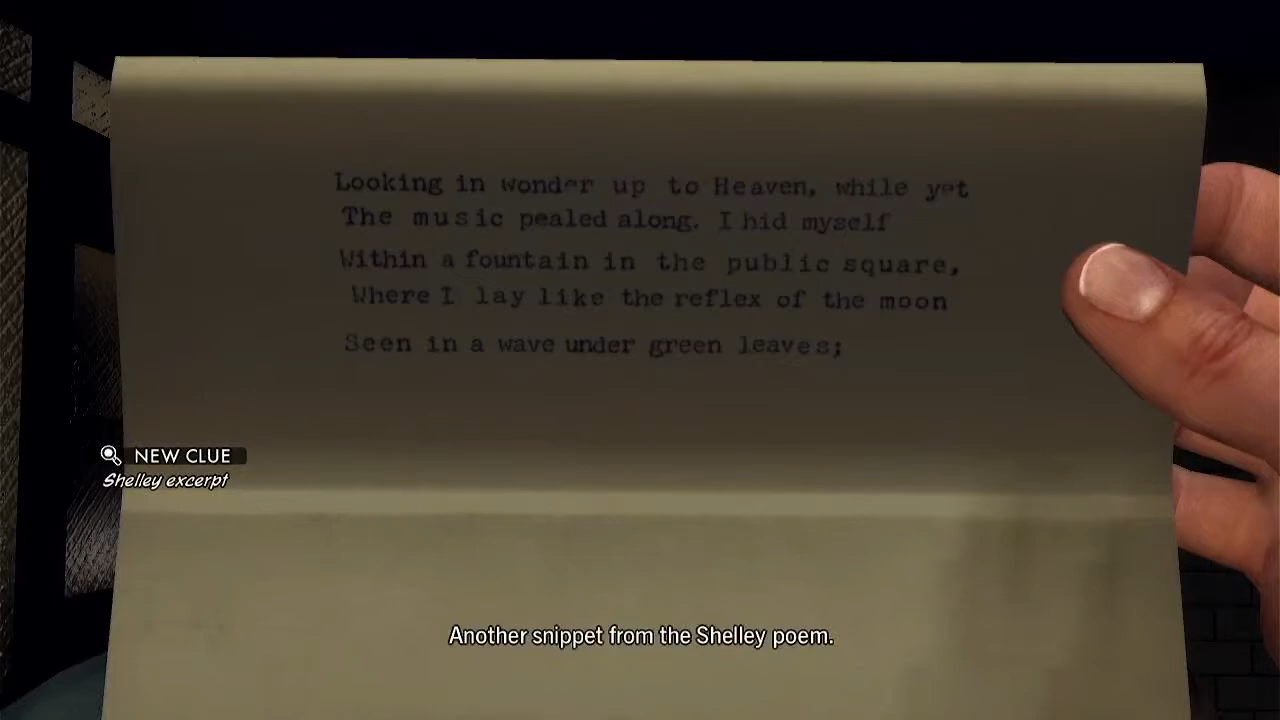 Looking in wonder up to Heaven, while yet
The music pealed along. I hid myself
Within a fountain in the public square,
Where I lay like the reflex of the moon
Seen in a wave under green leaves;
NEW CLUE
Shelley excerpt
Another snippet from the Shelley poem.